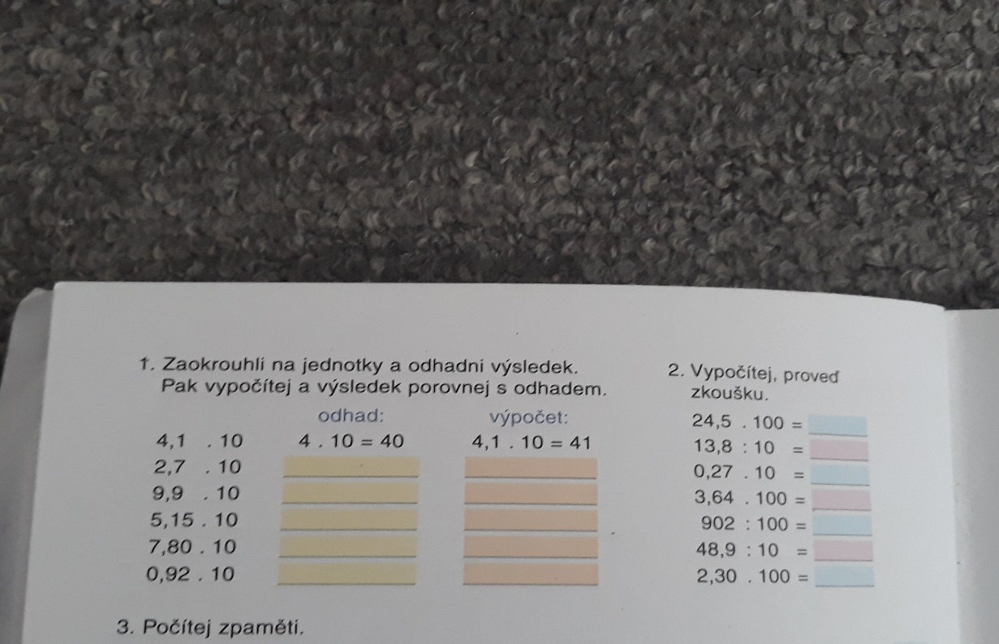 1. Zaokrouhli na jednotky a odhadni výsledek.
Pak vypočítej a výsledek porovnej s odhadem.
odhad: výpočet:
4,1 . 10 4 . 10 = 40 4,1 . 10 = 41
2,7 . 10
9,9 . 10
5,15 . 10
7,80 . 10
0,92 . 10
2. Vypočítej, proveď
zkoušku.
24,5 . 100 =
13,8 : 10 =
0,27 . 10 =
3,64 . 100 =
902 : 100 =
48,9 : 10 =
2,30 . 100 =
3. Počítej zpaměti.